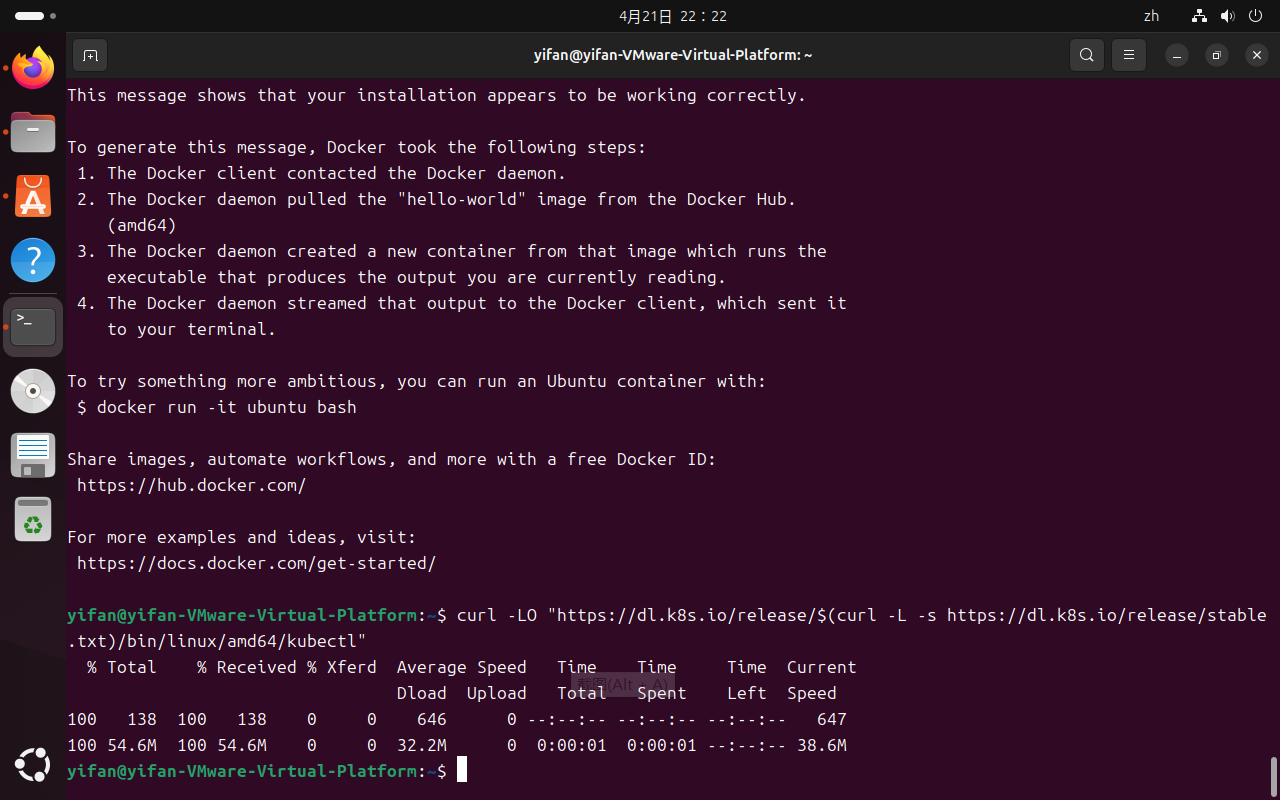 4月21日 22：22
zh
yifan@yifan-VMware-Virtual-Platform: ~
This message shows that your installation appears to be working correctly.
To generate this message, Docker took the following steps:
1. The Docker client contacted the Docker daemon.
2. The Docker daemon pulled the "hello-world" image from the Docker Hub.
(amd64)
3. The Docker daemon created a new container from that image which runs the
executable that produces the output you are currently reading.
4. The Docker daemon streamed that output to the Docker client, which sent it
to your terminal.
To try something more ambitious, you can run an Ubuntu container with:
$ docker run -it ubuntu bash
Share images, automate workflows, and more with a free Docker ID:
https://hub.docker.com/
For more examples and ideas, visit:
https://docs.docker.com/get-started/
yifan@yifan-VMware-Virtual-Platform:~$ curl -LO "https://dl.k8s.io/release/$(curl -L -s https://dl.k8s.io/release/stable
.txt)/bin/linux/amd64/kubectl"
% Total    % Received % Xferd  Average Speed   Time    Time     Time  Current
截图(Alt + A)
Dload  Upload   Total   Spent    Left  Speed
100   138  100   138    0     0    646      0 --:--:-- --:--:-- --:--:--   647
100 54.6M  100 54.6M    0     0  32.2M      0  0:00:01  0:00:01 --:--:-- 38.6M
yifan@yifan-VMware-Virtual-Platform:~$